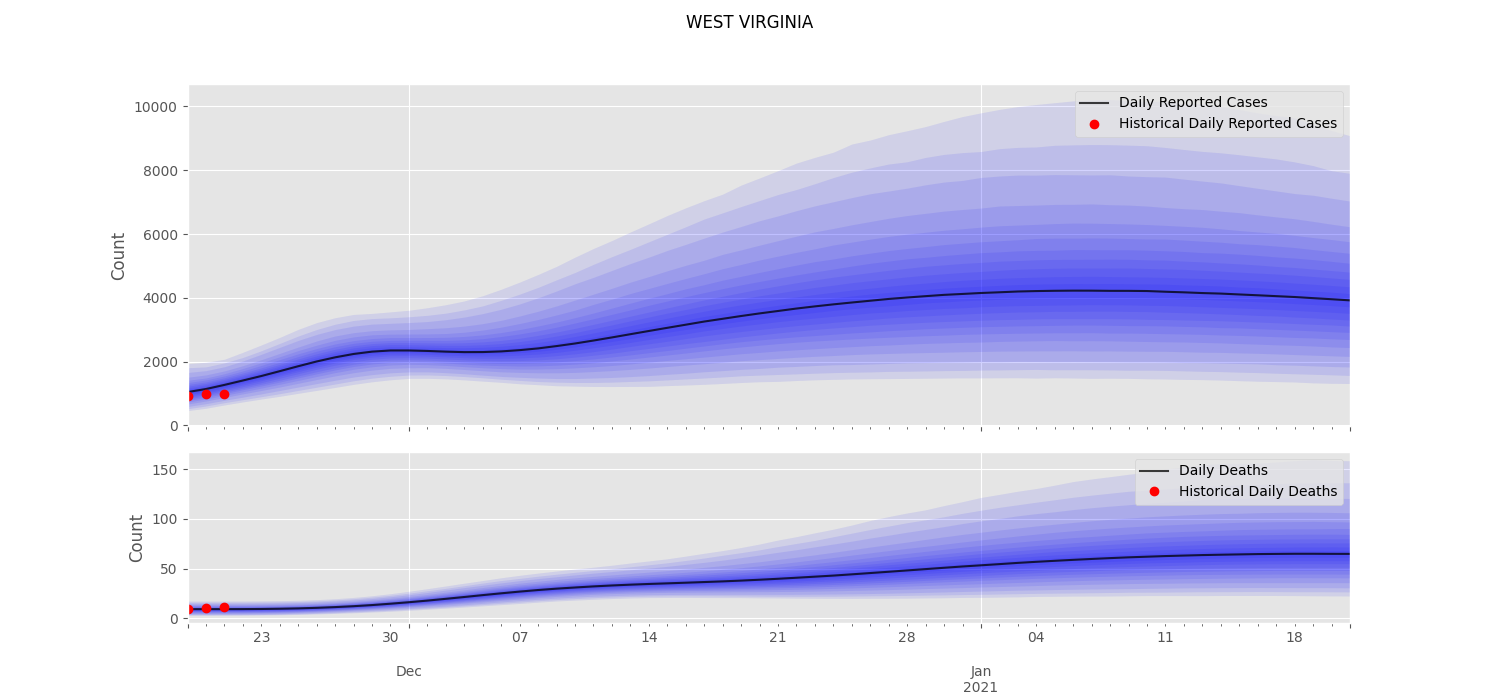 WEST VIRGINIA
Daily Reported Cases
Historical Daily Reported Cases
10000
8000
6000
4000
2000
0
Count
Daily Deaths
Historical Daily Deaths
150
100
50
0
Count
23 30 07 14 21 28 04 11 18
Dec Jan
2021